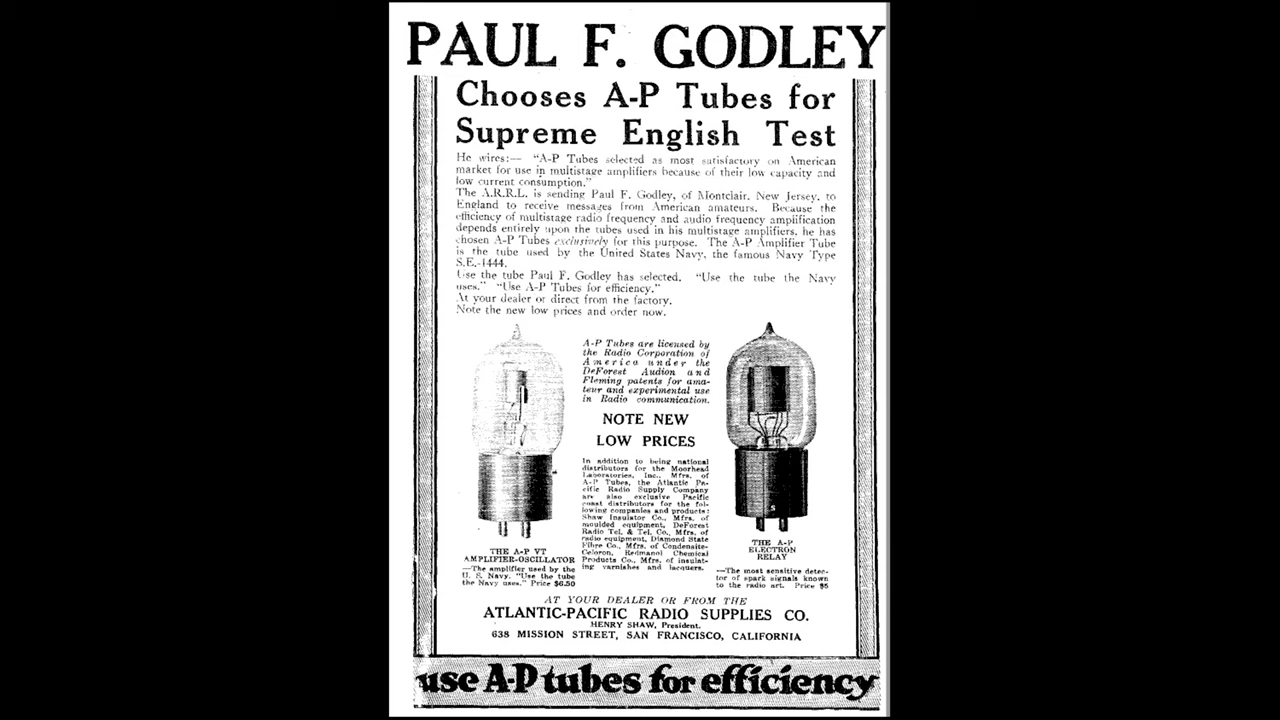 PAUL F. GODLEY
Chooses A-P Tubes for
Supreme English Test
He wires:— "A-P Tubes selected as most satisfactory on American
market for use in multistage amplifiers because of their low capacity and
low current consumption."
The A.R.R.L. is sending Paul F. Godley, of Montclair, New Jersey, to
England to receive messages from American amateurs. Because the
efficiency of multistage radio frequency and audio frequency amplification
depends entirely upon the tubes used in his multistage amplifiers, he has
chosen A-P Tubes exclusively for this purpose. The A-P Amplifier Tube
is the tube used by the United States Navy, the famous Navy Type
S.E.-1444.
Use the tube Paul F. Godley has selected. "Use the tube the Navy
uses." "Use A-P Tubes for efficiency."
At your dealer or direct from the factory.
Note the new low prices and order now.
A-P Tubes are licensed by
the Radio Corporation of
America under the
DeForest Audion and
Fleming patents for ama-
teur and experimental use
in Radio communication.
NOTE NEW
LOW PRICES
In addition to being national
distributors for the Moorhead
Laboratories, Inc., Mfrs. of
A-P Tubes, the Atlantic Pa-
cific Radio Supply Company
are also exclusive Pacific
coast distributors for the fol-
lowing companies and products:
Shaw Insulator Co., Mfrs. of
moulded equipment, DeForest
Radio Tel. & Tel. Co., Mfrs. of
radio equipment, Diamond State
Fibre Co., Mfrs. of Condensite-
Celoron, Redmanol Chemical
Products Co., Mfrs. of insulat-
ing varnishes and lacquers.
THE A-P VT
AMPLIFIER-OSCILLATOR
—The amplifier used by the
U. S. Navy. "Use the tube
the Navy uses." Price $6.50
THE A-P
ELECTRON
RELAY
—The most sensitive detec-
tor of spark signals known
to the radio art. Price $5
AT YOUR DEALER OR FROM THE
ATLANTIC-PACIFIC RADIO SUPPLIES CO.
HENRY SHAW, President.
638 MISSION STREET, SAN FRANCISCO, CALIFORNIA
use A-P tubes for efficiency